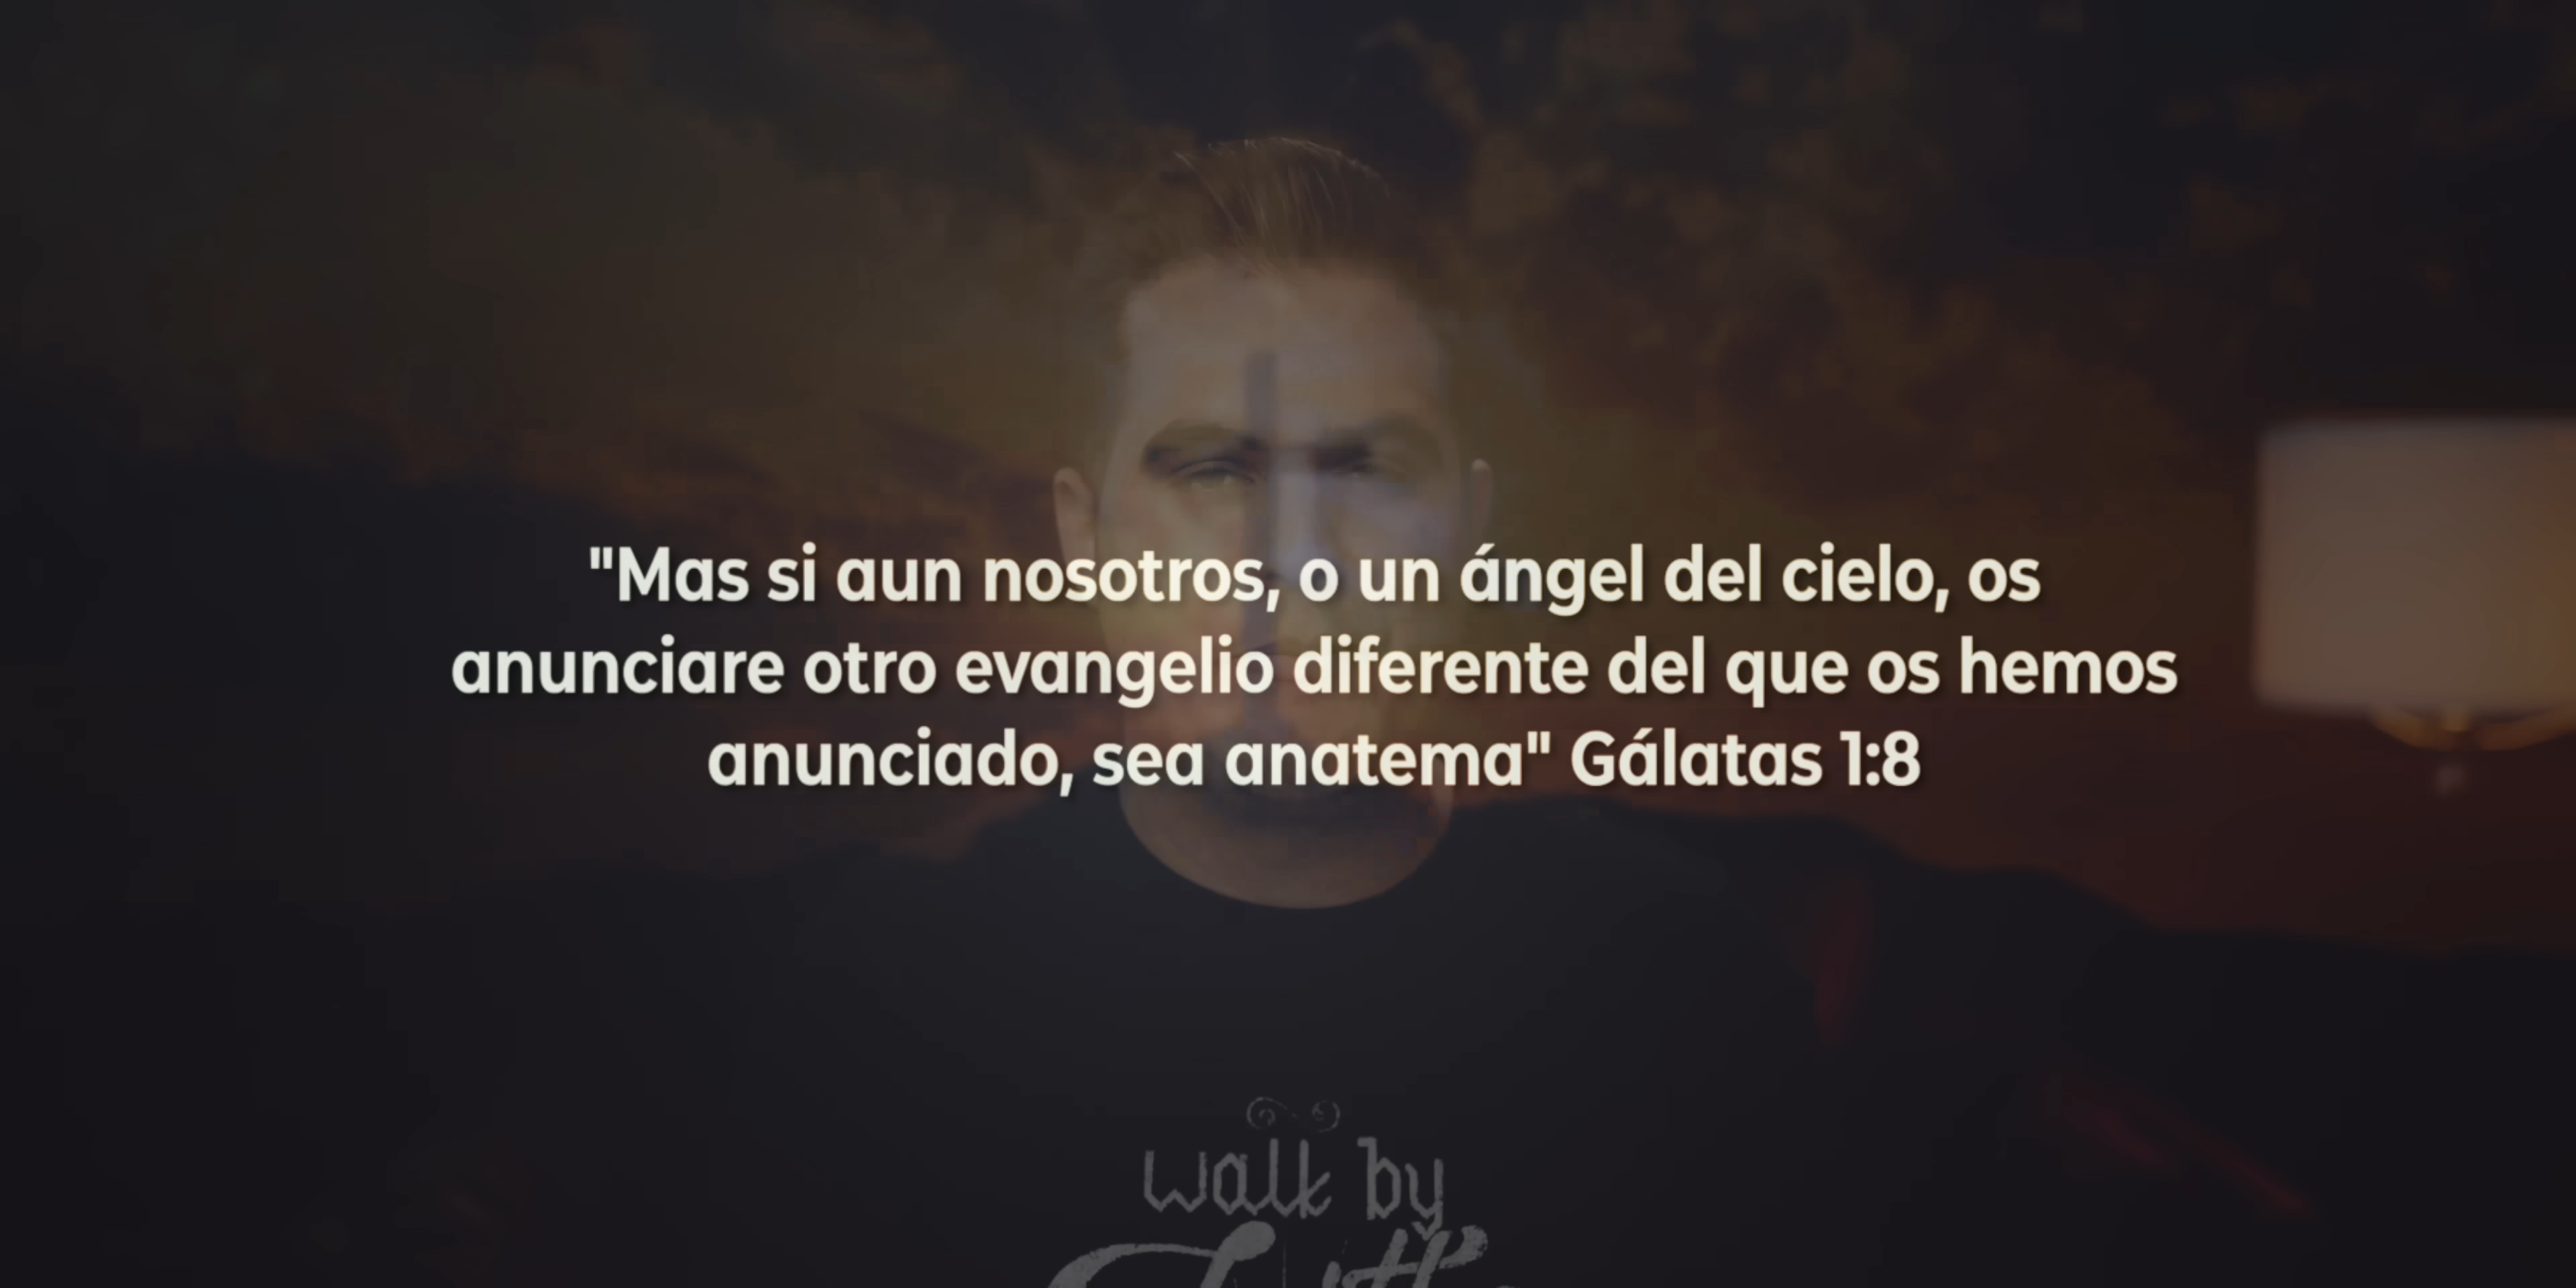 "Mas si aun nosotros, o un ángel del cielo, os
anunciare otro evangelio diferente del que os hemos
anunciado, sea anatema" Gálatas 1:8
walk by